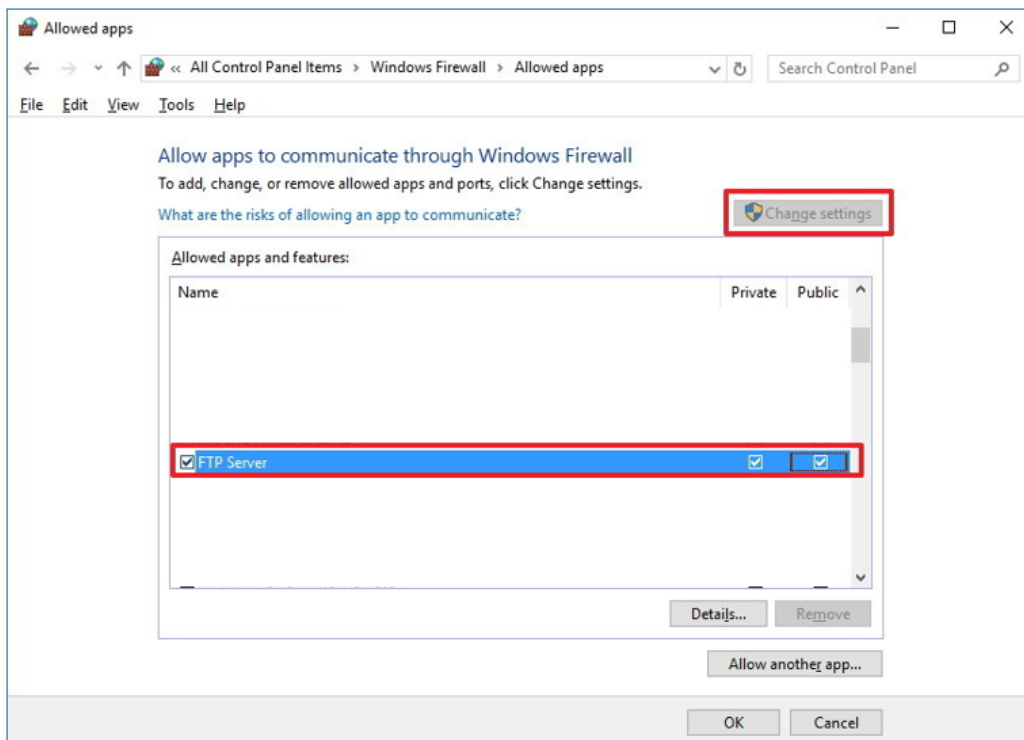 Allowed apps
« All Control Panel Items > Windows Firewall > Allowed apps
Search Control Panel
File Edit View Tools Help
Allow apps to communicate through Windows Firewall
To add, change, or remove allowed apps and ports, click Change settings.
What are the risks of allowing an app to communicate?
Change settings
Allowed apps and features:
Name Private Public
FTP Server
Details...
Remove
Allow another app...
OK
Cancel